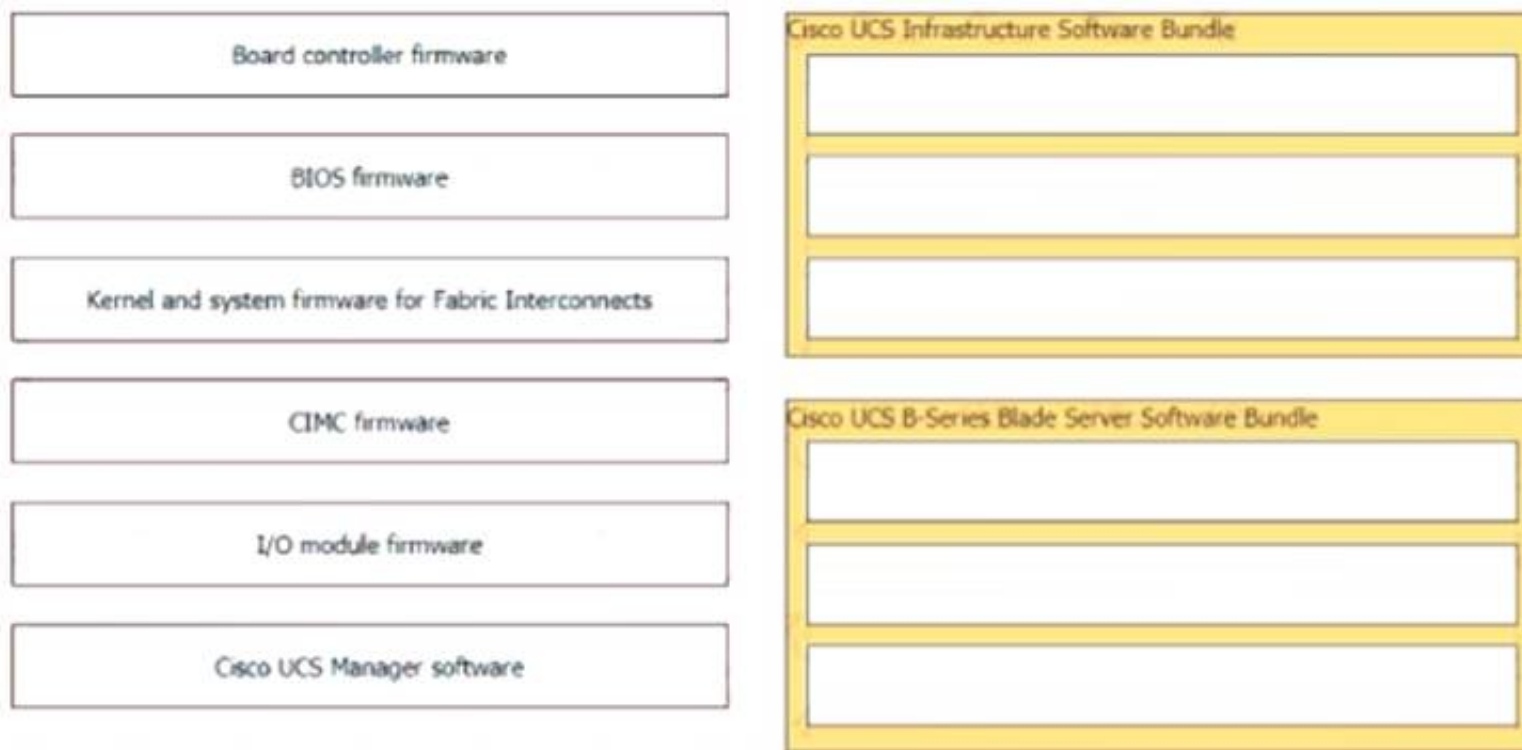 Board controller firmware
BIOS firmware
Kernel and system firmware for Fabric Interconnects
CIMC firmware
I/O module firmware
Cisco UCS Manager software
Cisco UCS Infrastructure Software Bundle
Cisco UCS B-Series Blade Server Software Bundle